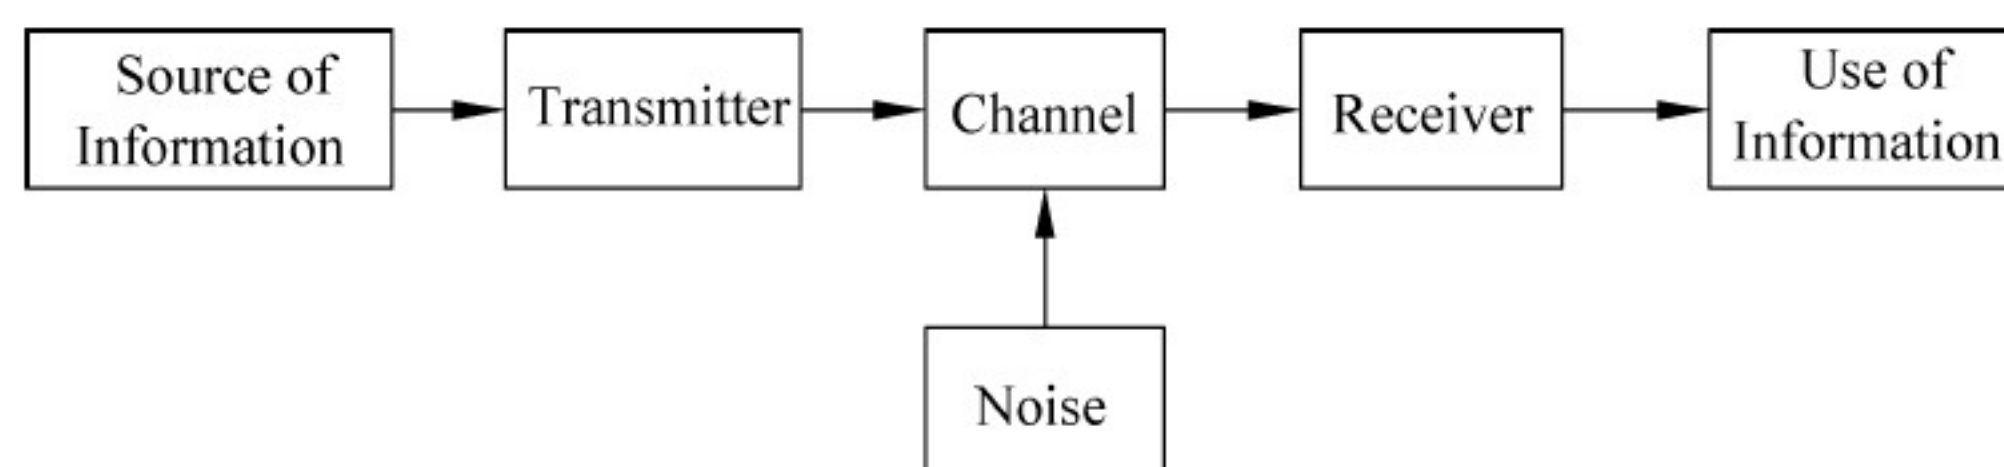 Source of
Information
Transmitter
Channel
Receiver
Use of
Information
Noise